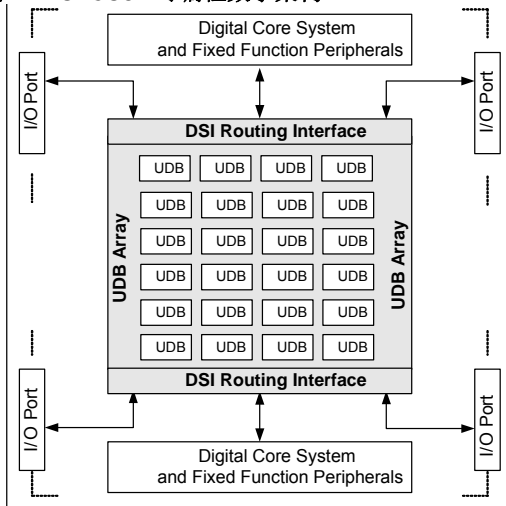 Digital Core System
and Fixed Function Peripherals
I/O Port
I/O Port
DSI Routing Interface
UDB UDB UDB UDB
UDB UDB UDB UDB
UDB UDB UDB UDB
UDB UDB UDB UDB
UDB UDB UDB UDB
UDB UDB UDB UDB
UDB Array
UDB Array
DSI Routing Interface
I/O Port
I/O Port
Digital Core System
and Fixed Function Peripherals